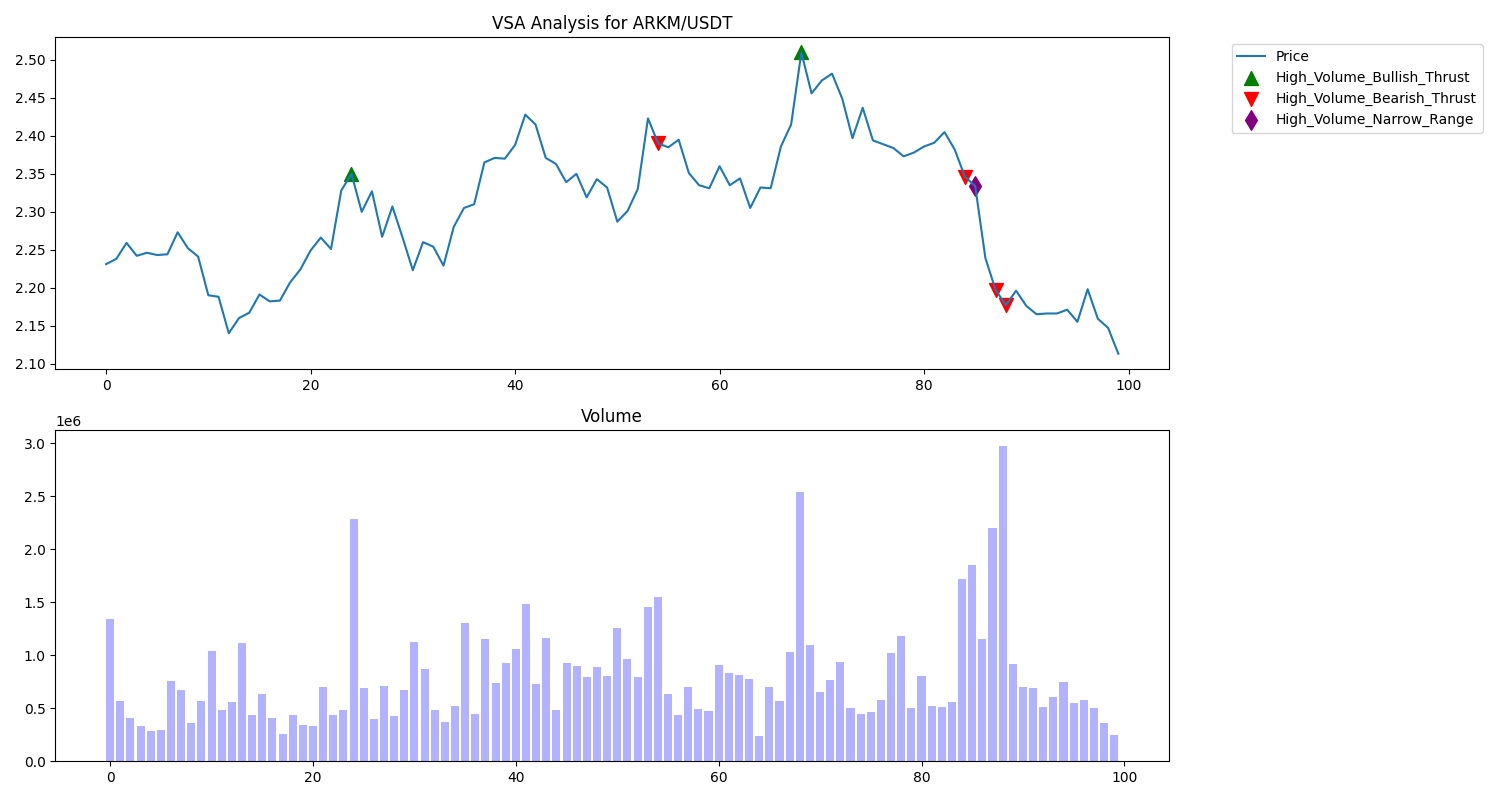 VSA Analysis for ARKM/USDT
2.50
2.45
2.40
2.35
2.30
2.25
2.20
2.15
2.10
0 20 40 60 80 100
Price
High_Volume_Bullish_Thrust
High_Volume_Bearish_Thrust
High_Volume_Narrow_Range
Volume
1e6
3.0
2.5
2.0
1.5
1.0
0.5
0.0
0 20 40 60 80 100